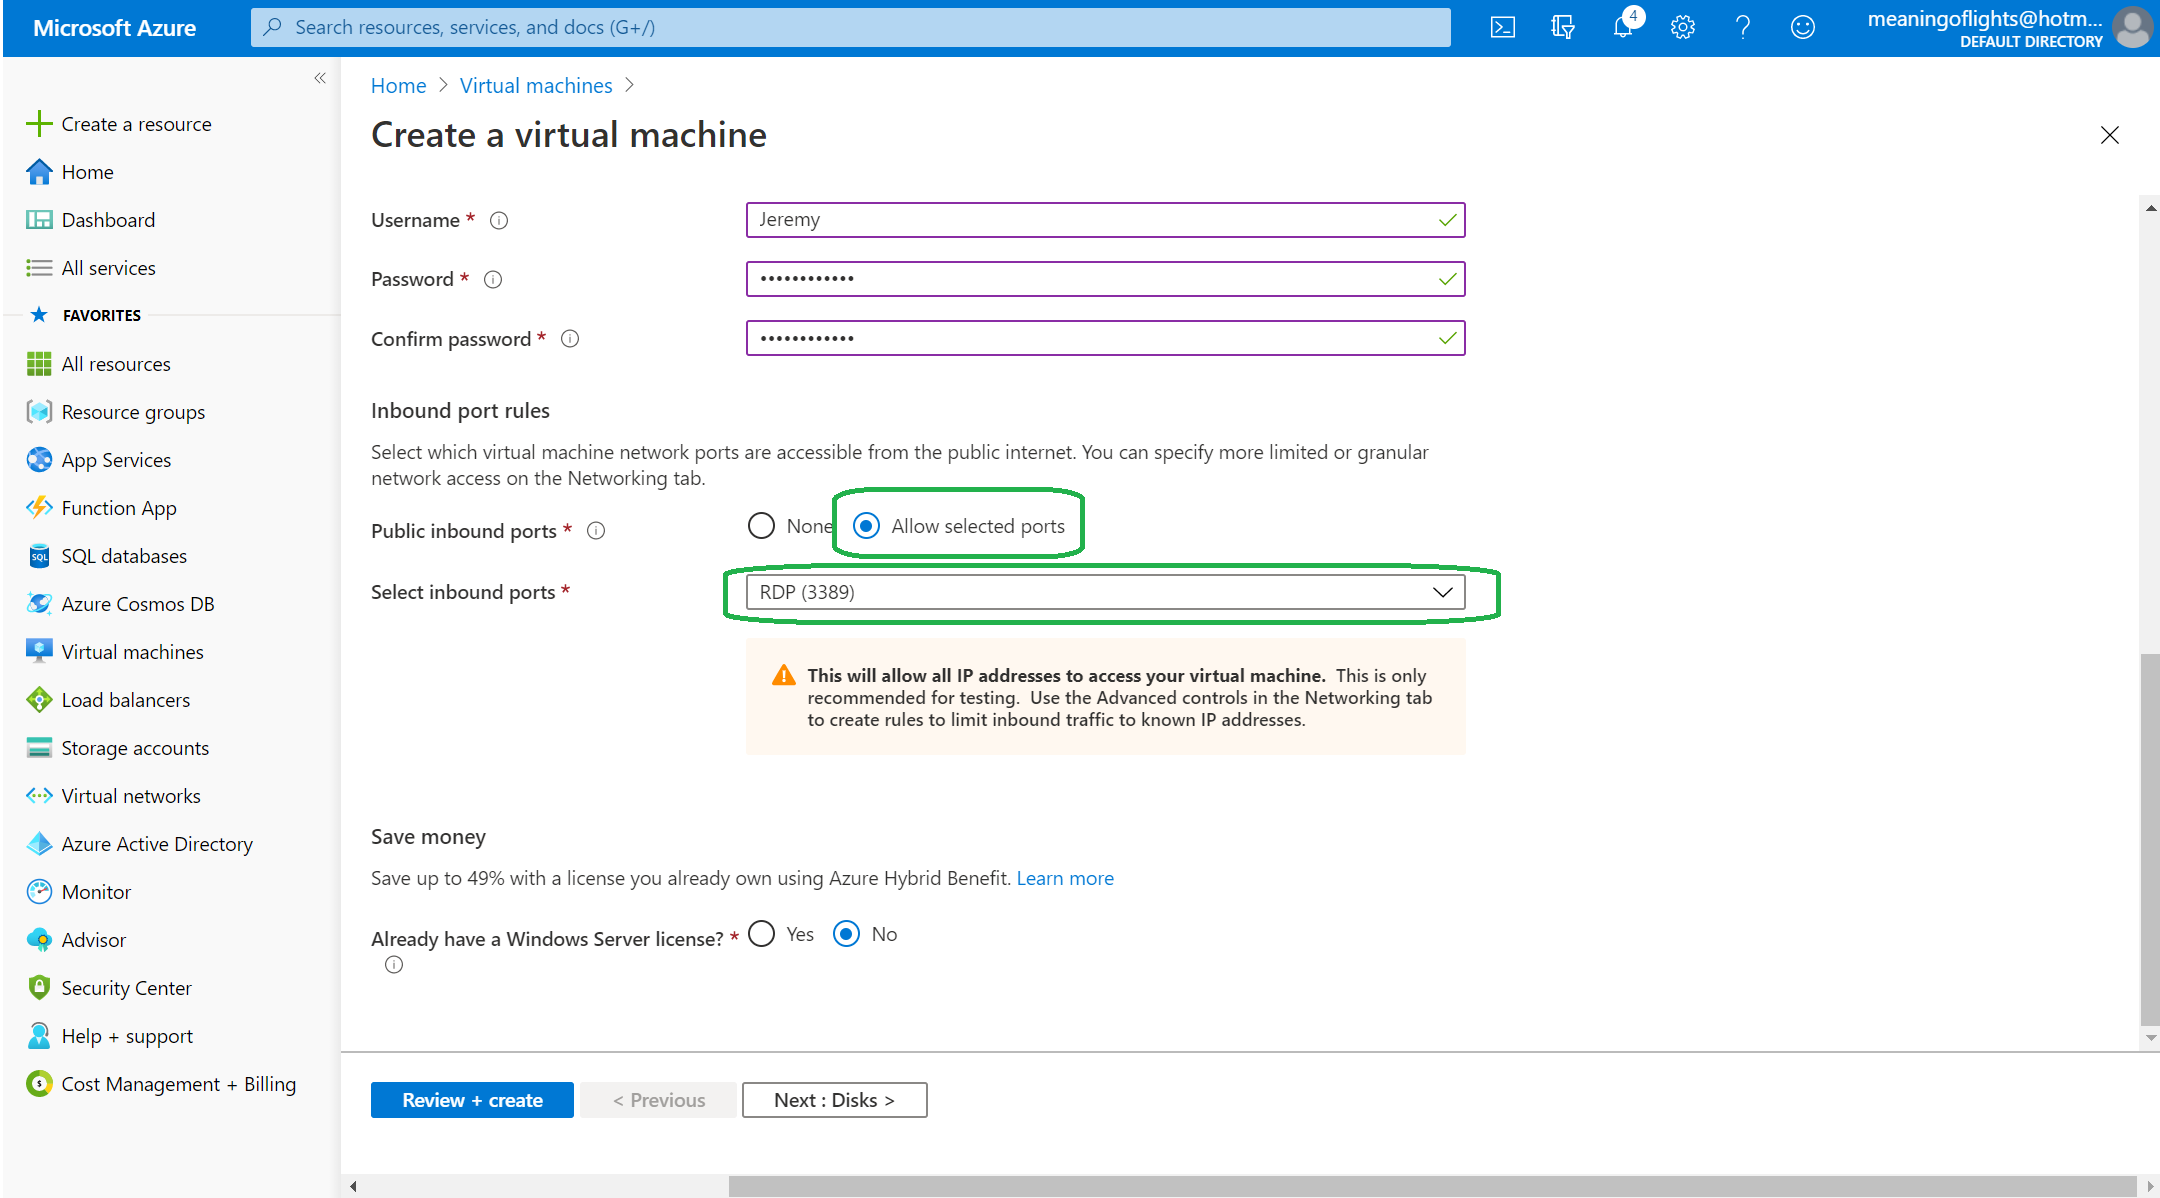 Microsoft Azure
Search resources, services, and docs (G+/)
4
meaningoflights@hotm...
DEFAULT DIRECTORY
«
Create a resource
Home
Dashboard
All services
FAVORITES
All resources
Resource groups
App Services
Function App
SQL databases
Azure Cosmos DB
Virtual machines
Load balancers
Storage accounts
Virtual networks
Azure Active Directory
Monitor
Advisor
Security Center
Help + support
Cost Management + Billing
Home > Virtual machines >
Create a virtual machine
Username *
Jeremy
Password *
••••••••••••
Confirm password *
••••••••••••
Inbound port rules
Select which virtual machine network ports are accessible from the public internet. You can specify more limited or granular
network access on the Networking tab.
Public inbound ports *
None
Allow selected ports
Select inbound ports *
RDP (3389)
This will allow all IP addresses to access your virtual machine. This is only
recommended for testing. Use the Advanced controls in the Networking tab
to create rules to limit inbound traffic to known IP addresses.
Save money
Save up to 49% with a license you already own using Azure Hybrid Benefit. Learn more
Already have a Windows Server license? *
Yes
No
Review + create
< Previous
Next : Disks >